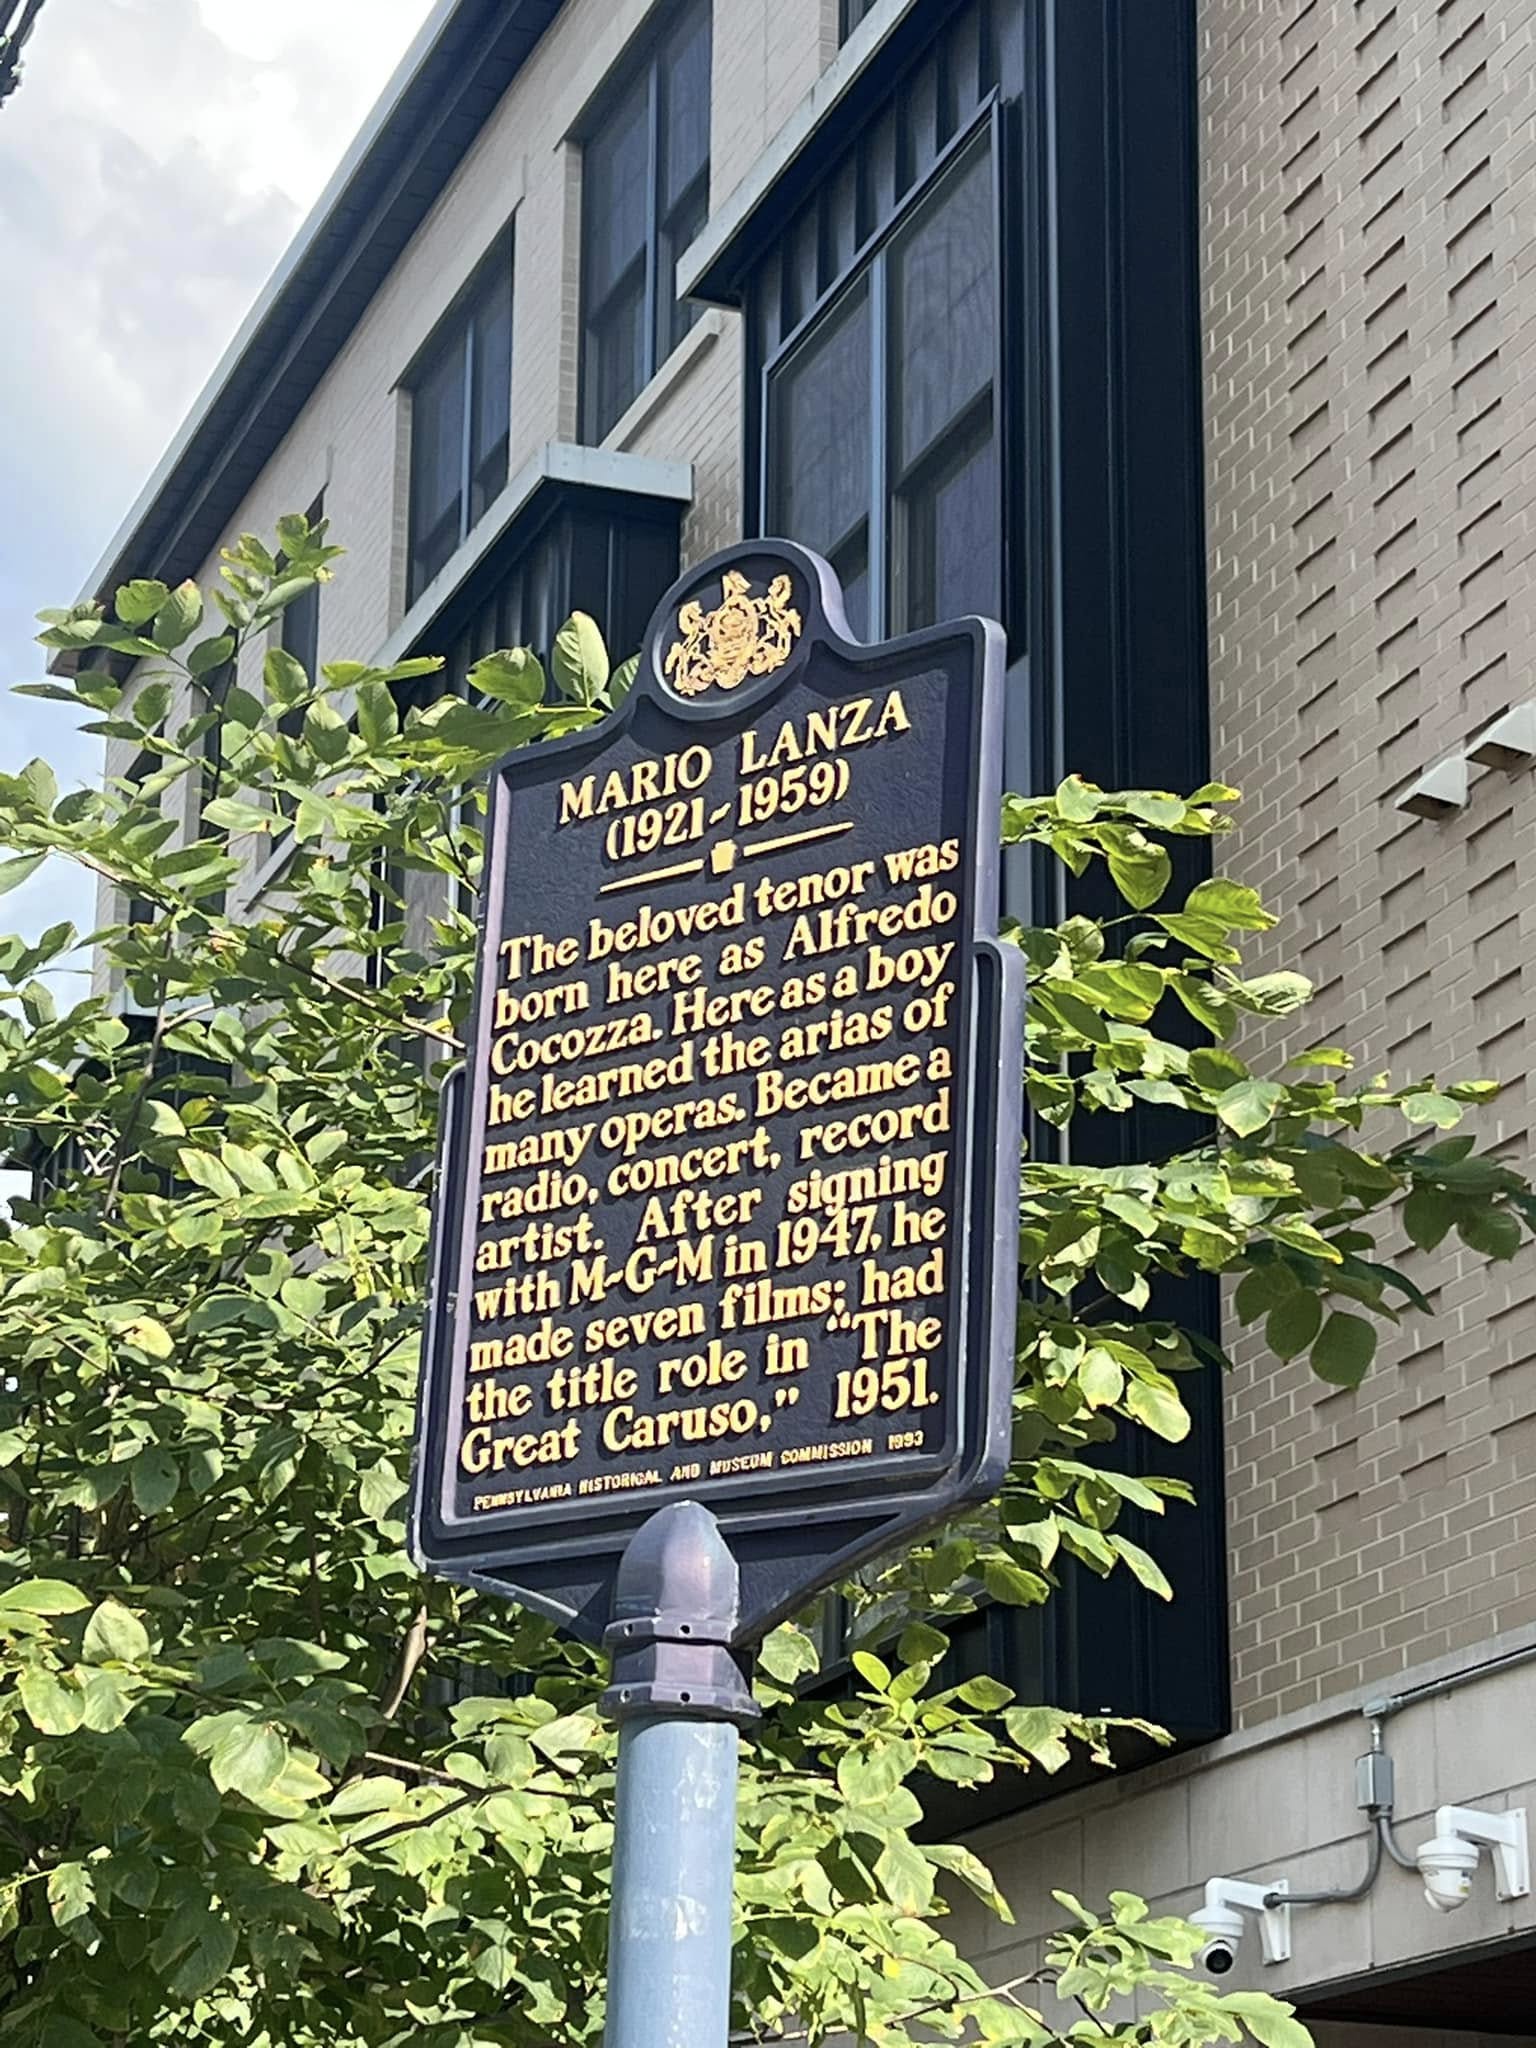 MARIO LANZA
(1921~1959)
The beloved tenor was
born here as Alfredo
Cocozza. Here as a boy
he learned the arias of
many operas. Became a
radio, concert, record
artist. After signing
with M~G~M in 1947, he
made seven films; had
the title role in "The
Great Caruso," 1951.
PENNSYLVANIA HISTORICAL AND MUSEUM COMMISSION 1993